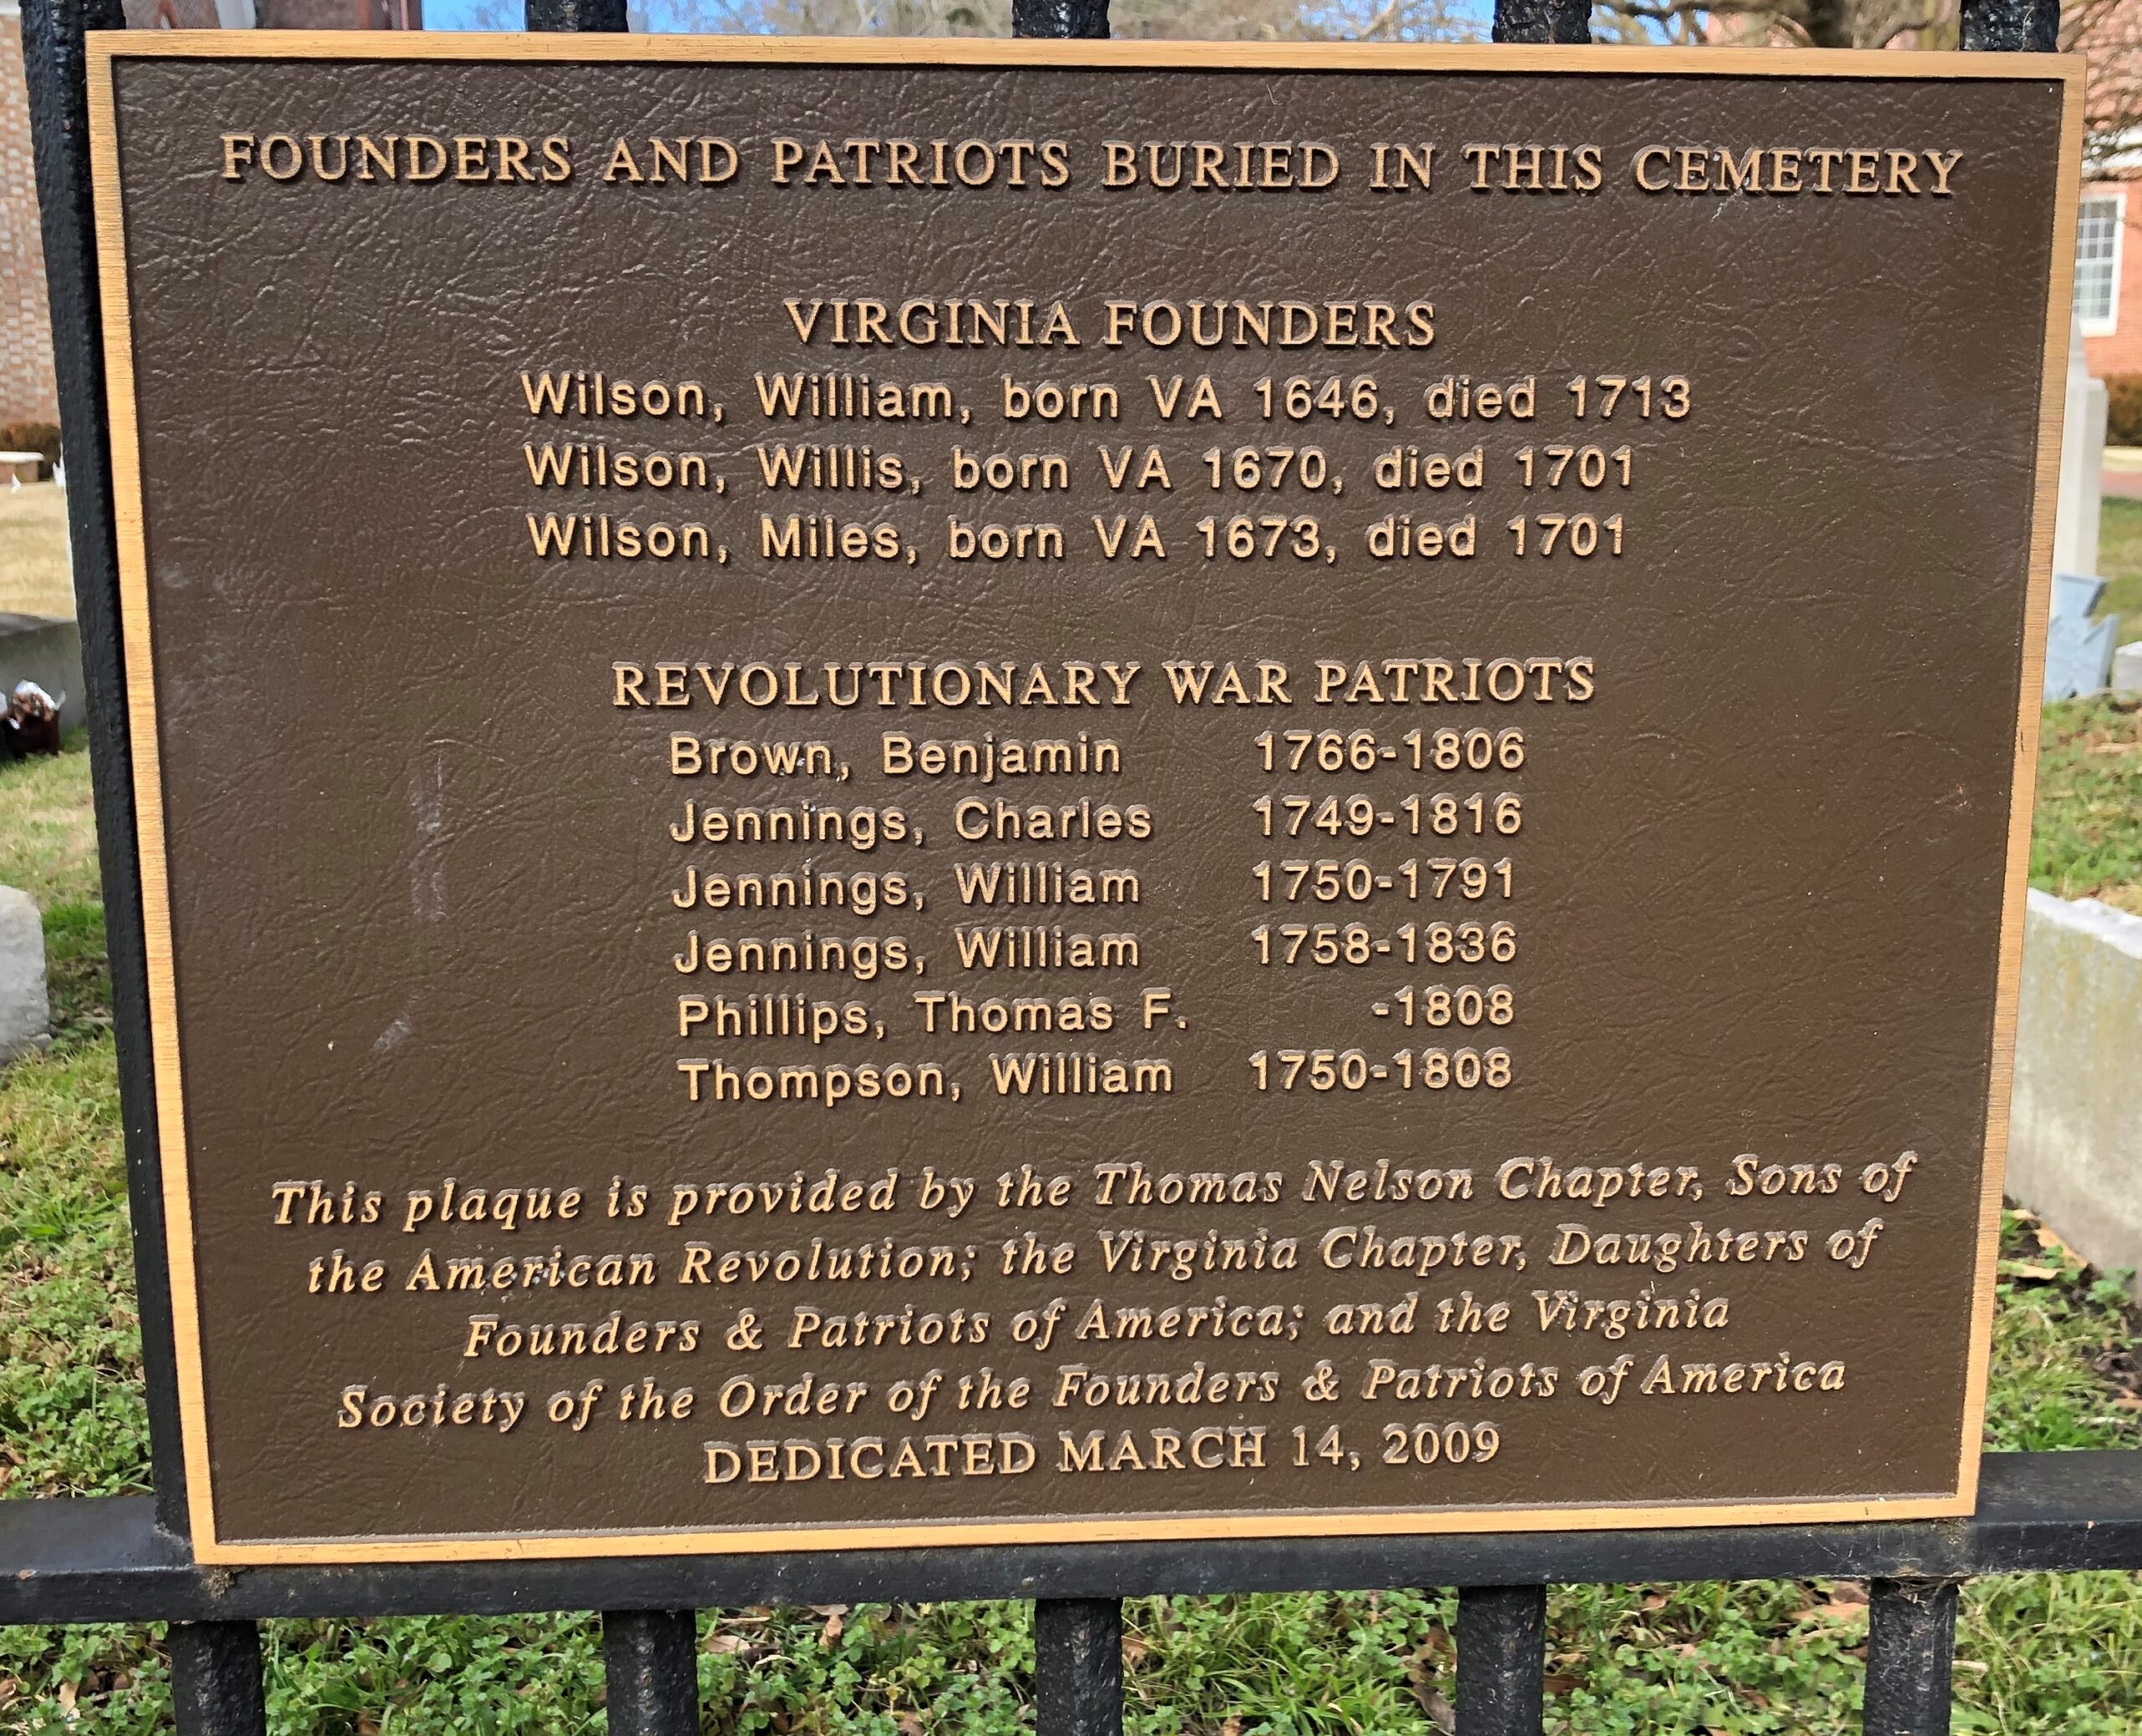 FOUNDERS AND PATRIOTS BURIED IN THIS CEMETERY
VIRGINIA FOUNDERS
Wilson, William, born VA 1646, died 1713
Wilson, Willis, born VA 1670, died 1701
Wilson, Miles, born VA 1673, died 1701
REVOLUTIONARY WAR PATRIOTS
Brown, Benjamin 1766-1806
Jennings, Charles 1749-1816
Jennings, William 1750-1791
Jennings, William 1758-1836
Phillips, Thomas F. -1808
Thompson, William 1750-1808
This plaque is provided by the Thomas Nelson Chapter, Sons of
the American Revolution; the Virginia Chapter, Daughters of
Founders & Patriots of America; and the Virginia
Society of the Order of the Founders & Patriots of America
DEDICATED MARCH 14, 2009